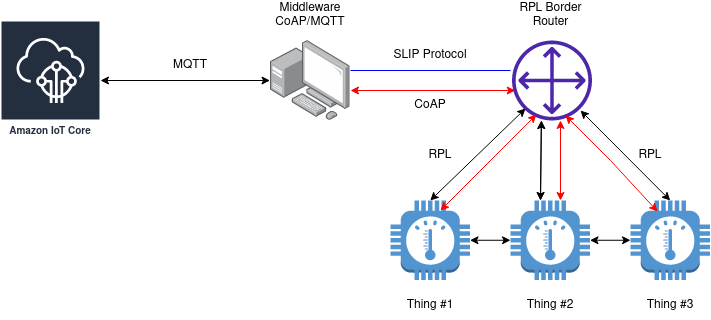 Middleware
CoAP/MQTT
RPL Border
Router
SLIP Protocol
MQTT
CoAP
Amazon IoT Core
RPL
RPL
Thing #1
Thing #2
Thing #3